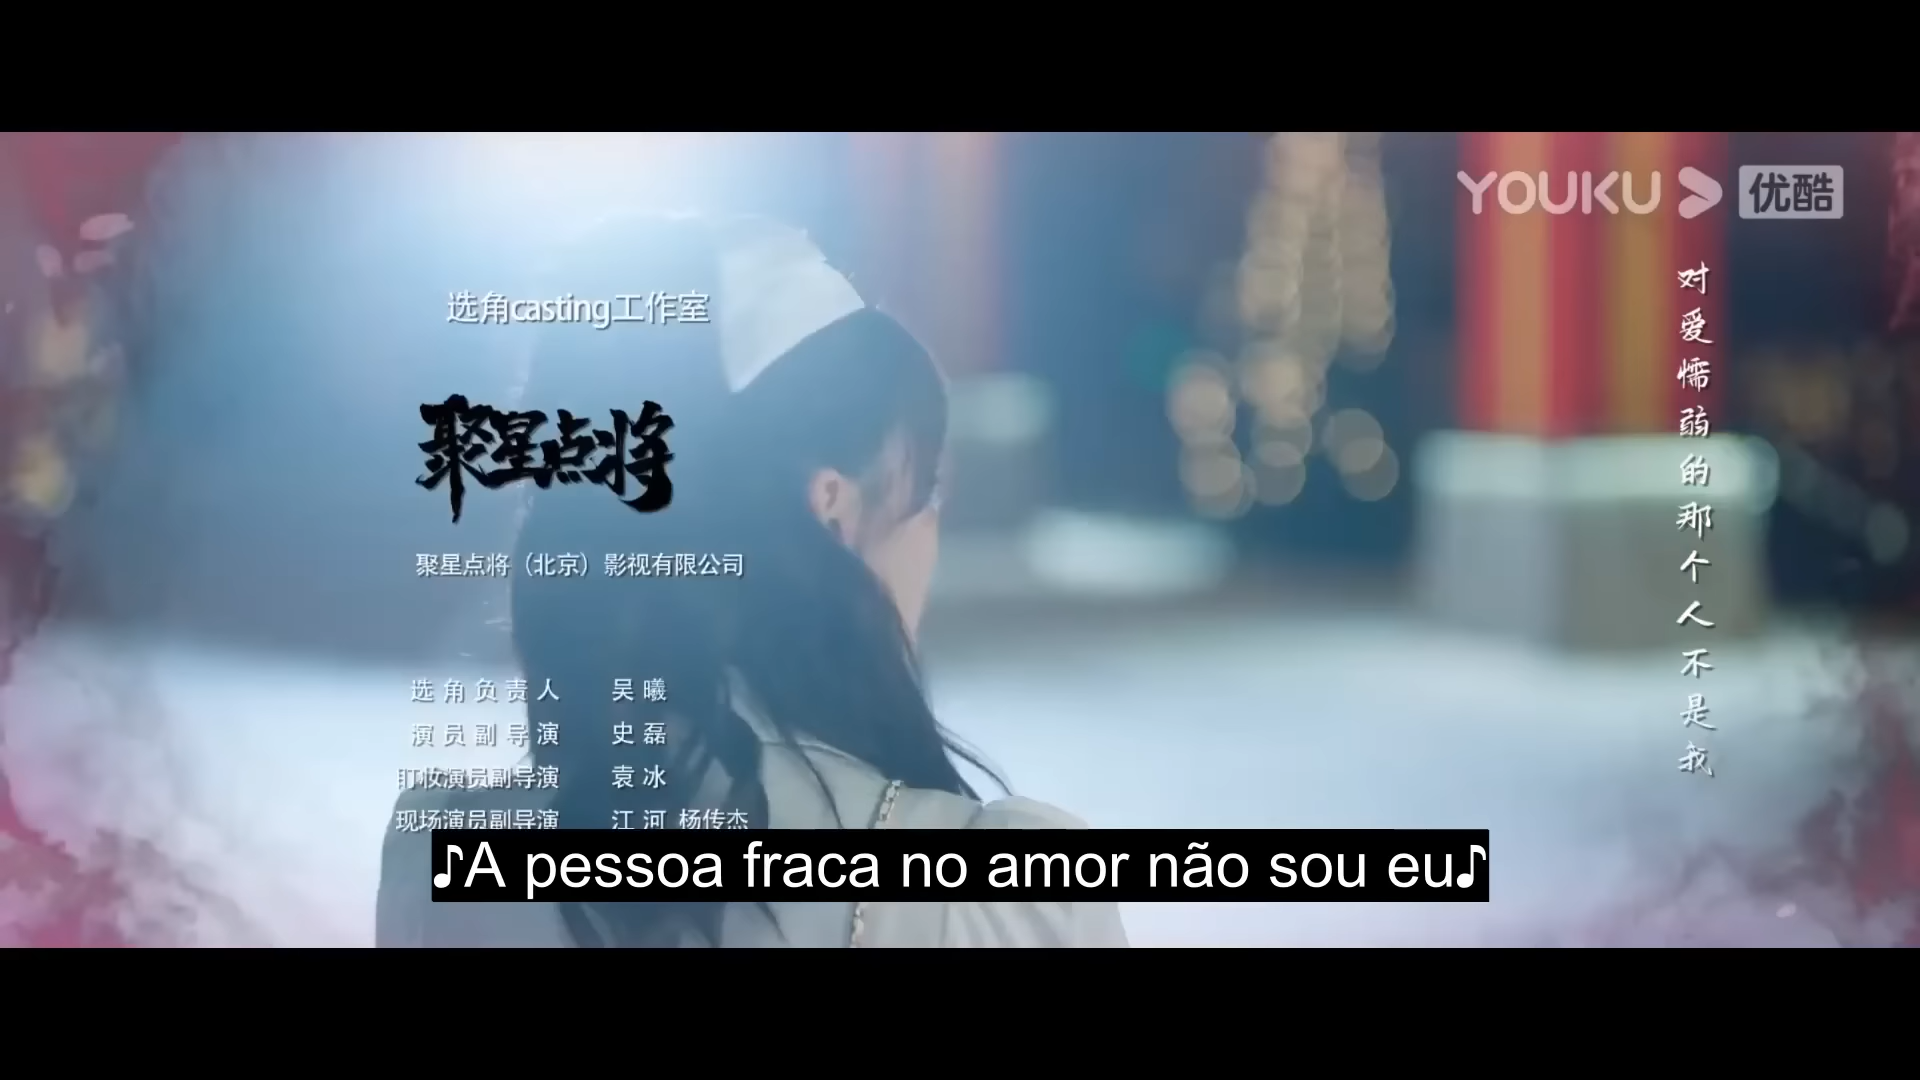 YOUKU 优酷
选角casting工作室
聚星点将
聚星点将（北京）影视有限公司
选角负责人 吴曦
演员副导演 史磊
盯妆演员副导演 袁冰
现场演员副导演 江河 杨传杰
对爱懦弱的那个人不是我
♪A pessoa fraca no amor não sou eu♪